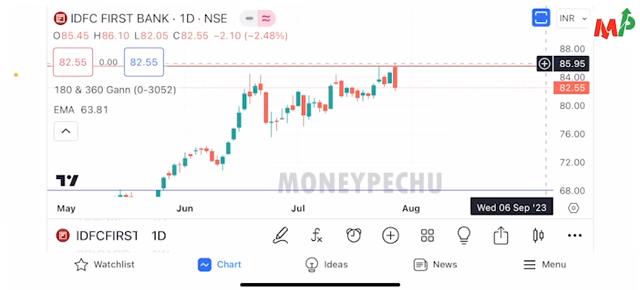 IDFC FIRST BANK · 1D · NSE
INR
MP
O85.45 H86.10 L82.05 C82.55 −2.10 (−2.48%)
82.55 0.00 82.55
180 & 360 Gann (0-3052)
EMA 63.81
88.00
85.95
84.00
82.55
80.00
76.00
72.00
68.00
MONEYPECHU
May Jun Jul Aug Wed 06 Sep '23
IDFCFIRST 1D
Watchlist Chart Ideas News Menu